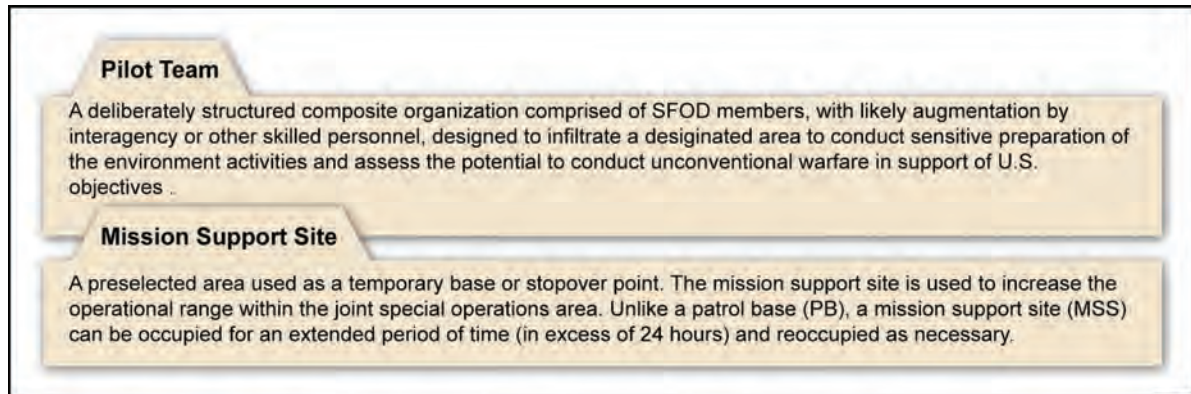 Pilot Team
A deliberately structured composite organization comprised of SFOD members, with likely augmentation by
interagency or other skilled personnel, designed to infiltrate a desiginated area to conduct sensitive preparation of
the environment activities and assess the potential to conduct unconventional warfare in support of U.S.
objectives .
Mission Support Site
A preselected area used as a temporary base or stopover point. The mission support site is used to increase the
operational range within the joint special operations area. Unlike a patrol base (PB), a mission support site (MSS)
can be occupied for an extended period of time (in excess of 24 hours) and reoccupied as necessary.